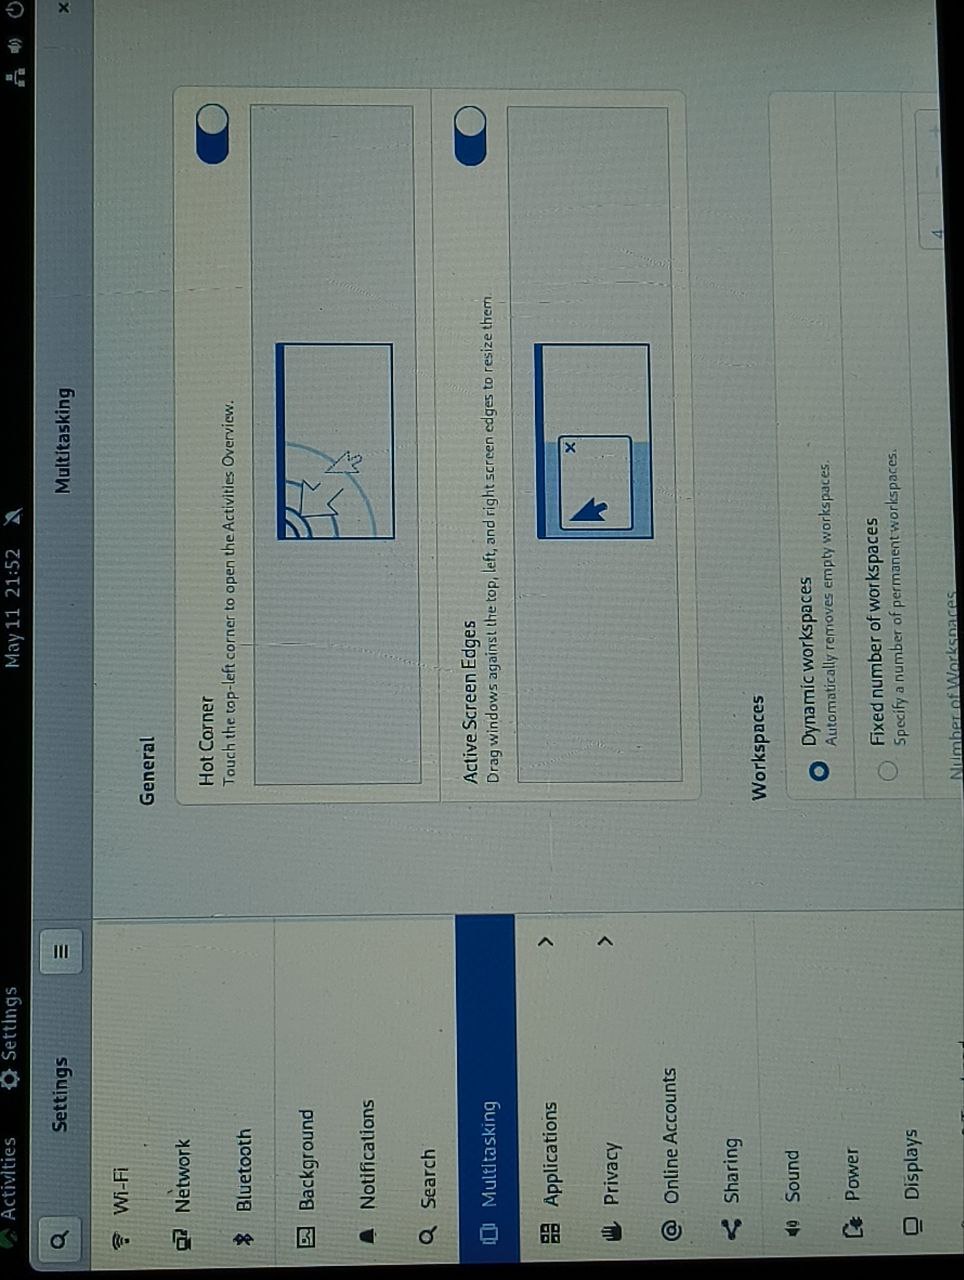 Activities
Settings
May 11 21:52
Settings
Multitasking
×
Wi-Fi
Network
Bluetooth
Background
Notifications
Search
Multitasking
Applications
Privacy
Online Accounts
Sharing
Sound
Power
Displays
General
Hot Corner
Touch the top-left corner to open the Activities Overview.
Active Screen Edges
Drag windows against the top, left, and right screen edges to resize them.
Workspaces
Dynamic workspaces
Automatically removes empty workspaces.
Fixed number of workspaces
Specify a number of permanent workspaces.
Number of Workspaces
4 − +